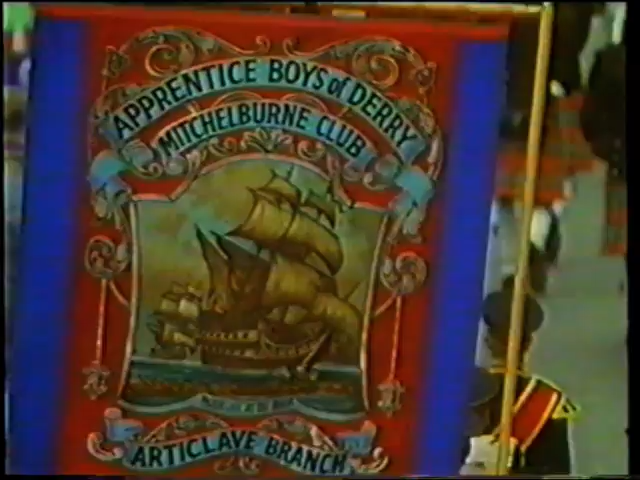 APPRENTICE BOYS of DERRY
MITCHELBURNE CLUB
ARTICLAVE BRANCH